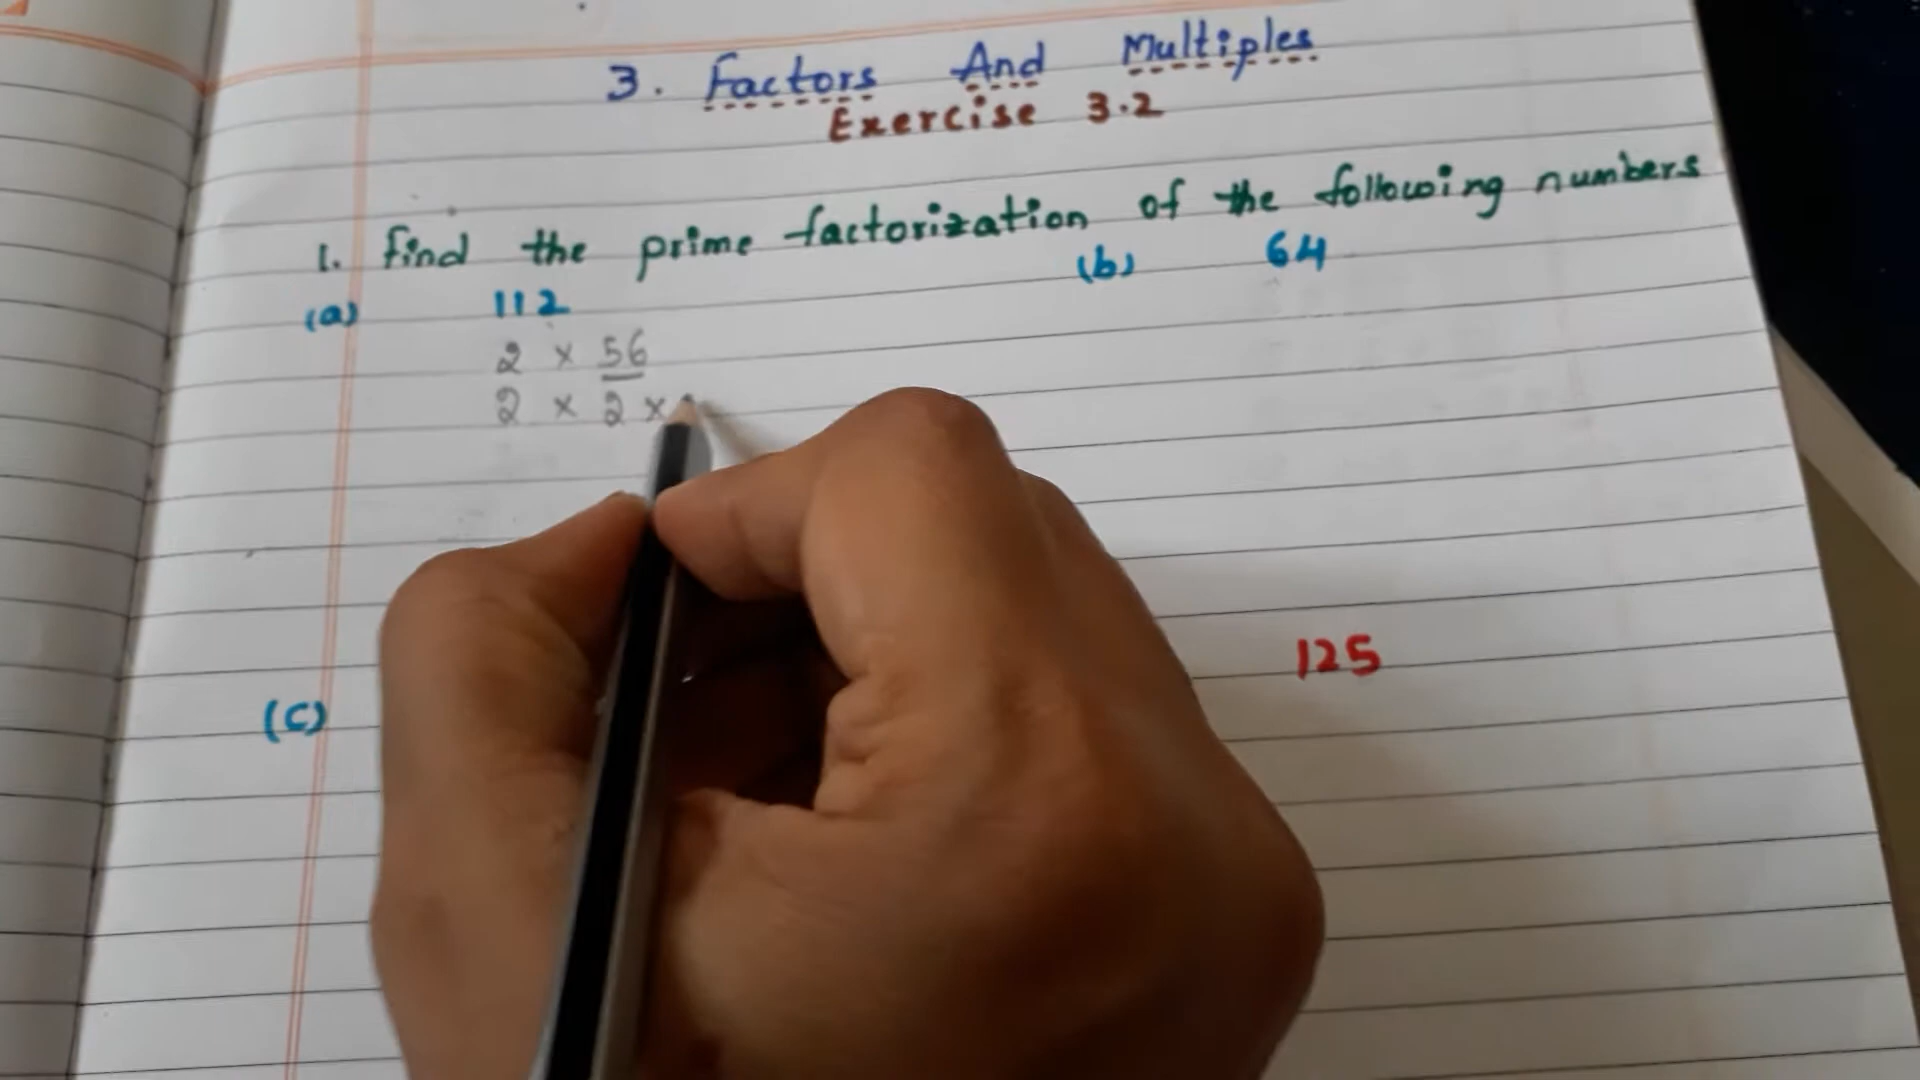 3. Factors And Multiples
Exercise 3.2
1. Find the prime factorization of the following numbers
(a) 112 (b) 64
2 × 56
2 × 2 ×
(C) 125